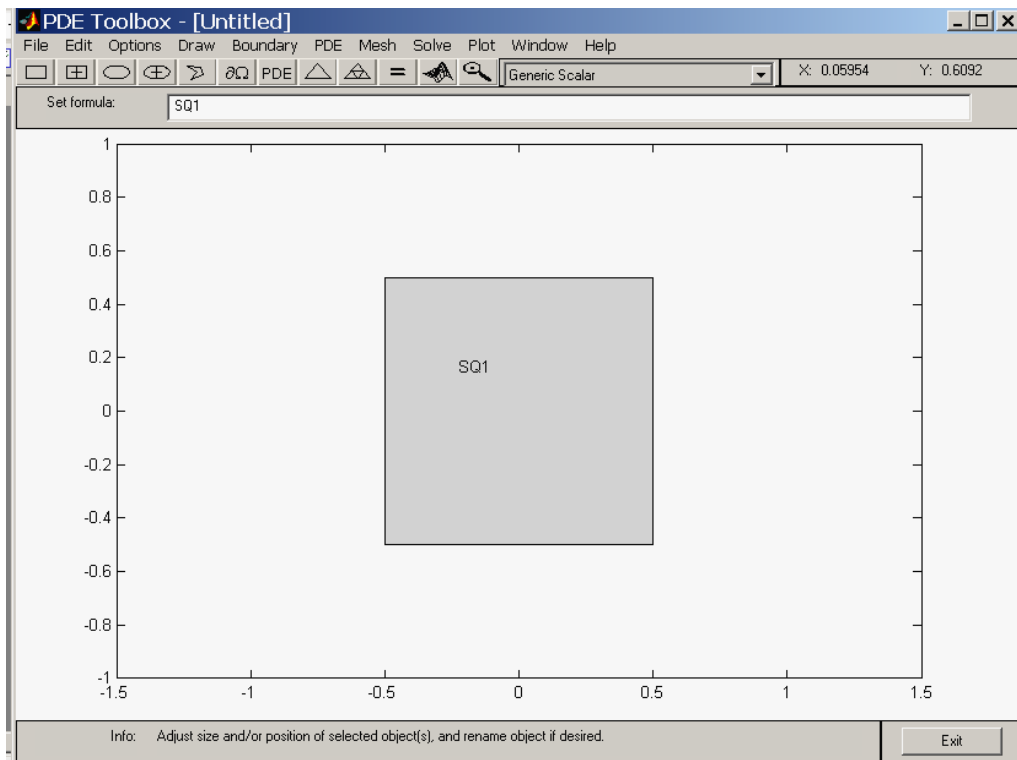 PDE Toolbox - [Untitled]
File Edit Options Draw Boundary PDE Mesh Solve Plot Window Help
∂Ω PDE = Generic Scalar X: 0.05954 Y: 0.6092
Set formula: SQ1
1
0.8
0.6
0.4
0.2
SQ1
0
-0.2
-0.4
-0.6
-0.8
-1
-1.5 -1 -0.5 0 0.5 1 1.5
Info: Adjust size and/or position of selected object(s), and rename object if desired. Exit